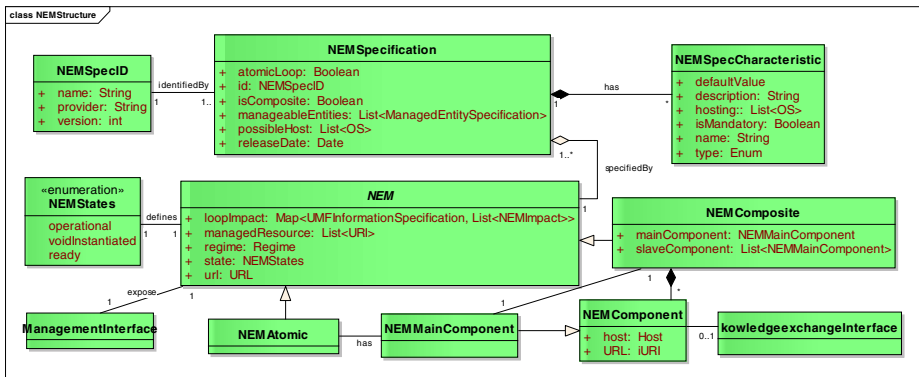 class NEMStructure
NEMSpecID
+ name: String
+ provider: String
+ version: int
identifiedBy
1
1..
NEMSpecification
+ atomicLoop: Boolean
+ id: NEMSpecID
+ isComposite: Boolean
+ manageableEntities: List<ManagedEntitySpecification>
+ possibleHost: List<OS>
+ releaseDate: Date
has
1
*
NEMSpecCharacteristic
+ defaultValue
+ description: String
+ hosting:: List<OS>
+ isMandatory: Boolean
+ name: String
+ type: Enum
1..*
specifiedBy
1
«enumeration»
NEMStates
operational
voidInstantiated
ready
defines
1
1
NEM
+ loopImpact: Map<UMFInformationSpecification, List<NEMImpact>>
+ managedResource: List<URI>
+ regime: Regime
+ state: NEMStates
+ url: URL
NEMComposite
+ mainComponent: NEMMainComponent
+ slaveComponent: List<NEMMainComponent>
expose
1
1
1
1
*
ManagementInterface
NEMAtomic
has
NEMMainComponent
NEMComponent
+ host: Host
+ URL: iURI
0..1
kowledgeexchangeInterface